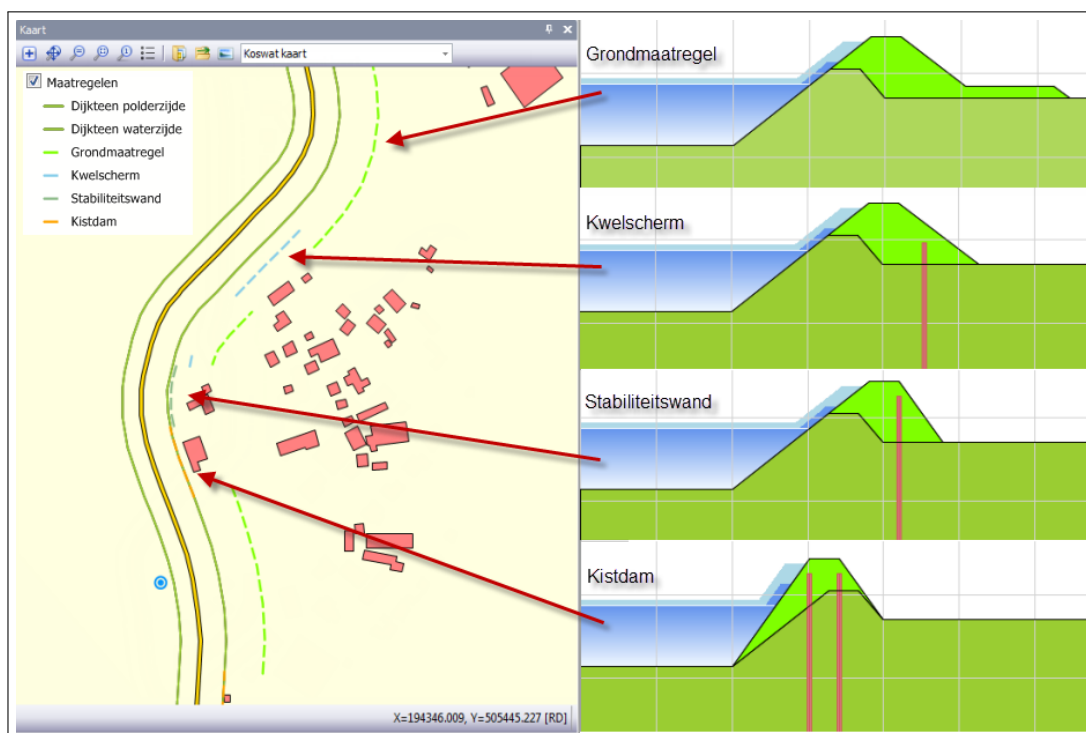 Kaart
Koswat kaart
Maatregelen
Dijkteen polderzijde
Dijkteen waterzijde
Grondmaatregel
Kwelscherm
Stabiliteitswand
Kistdam
X=194346.009, Y=505445.227 [RD]
Grondmaatregel
Kwelscherm
Stabiliteitswand
Kistdam